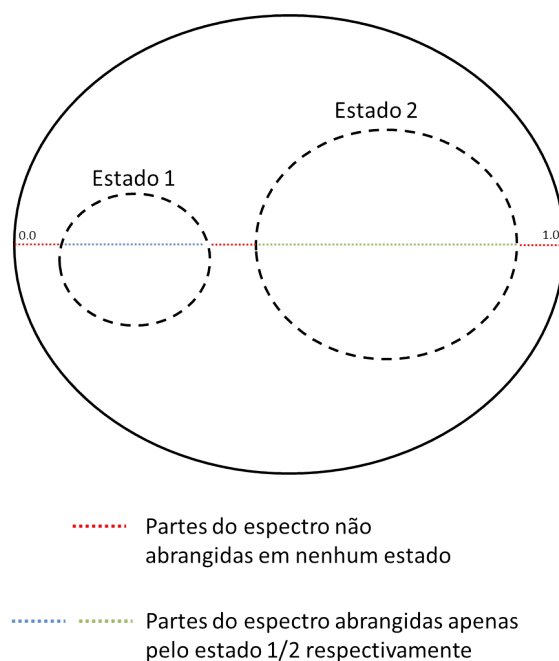 Estado 2
Estado 1
0.0
1.0
Partes do espectro não
abrangidas em nenhum estado
Partes do espectro abrangidas apenas
pelo estado 1/2 respectivamente